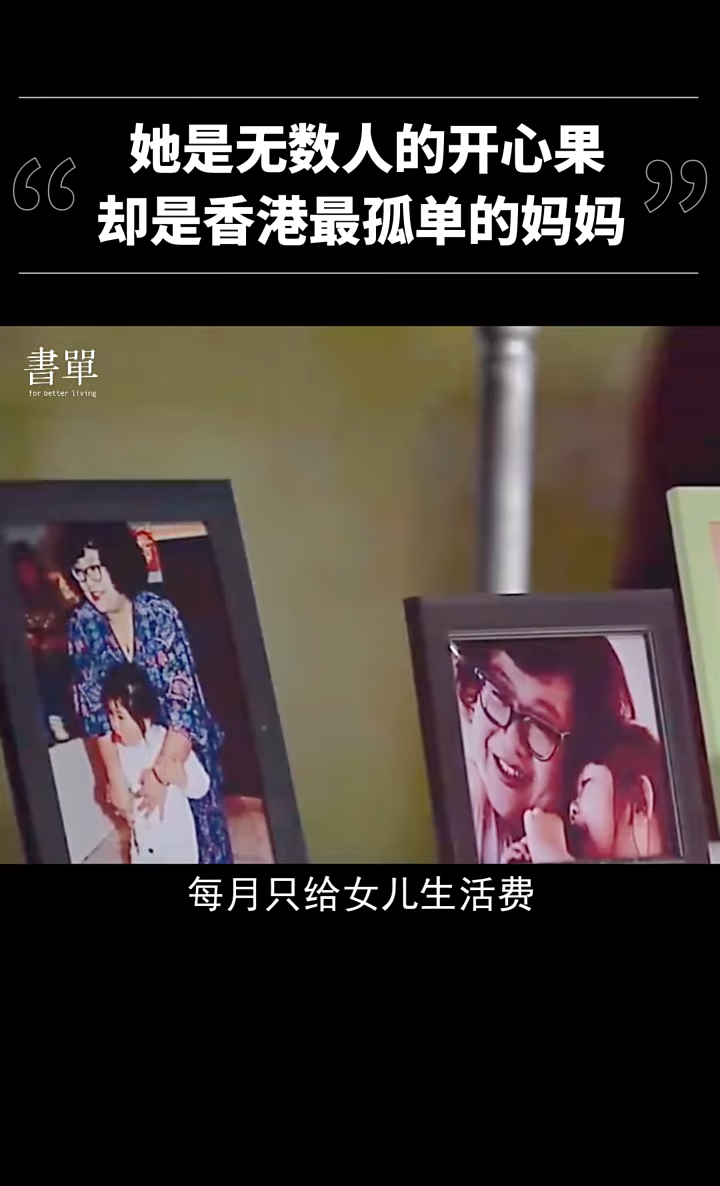 她是无数人的开心果
却是香港最孤单的妈妈
書單
for better living
每月只给女儿生活费